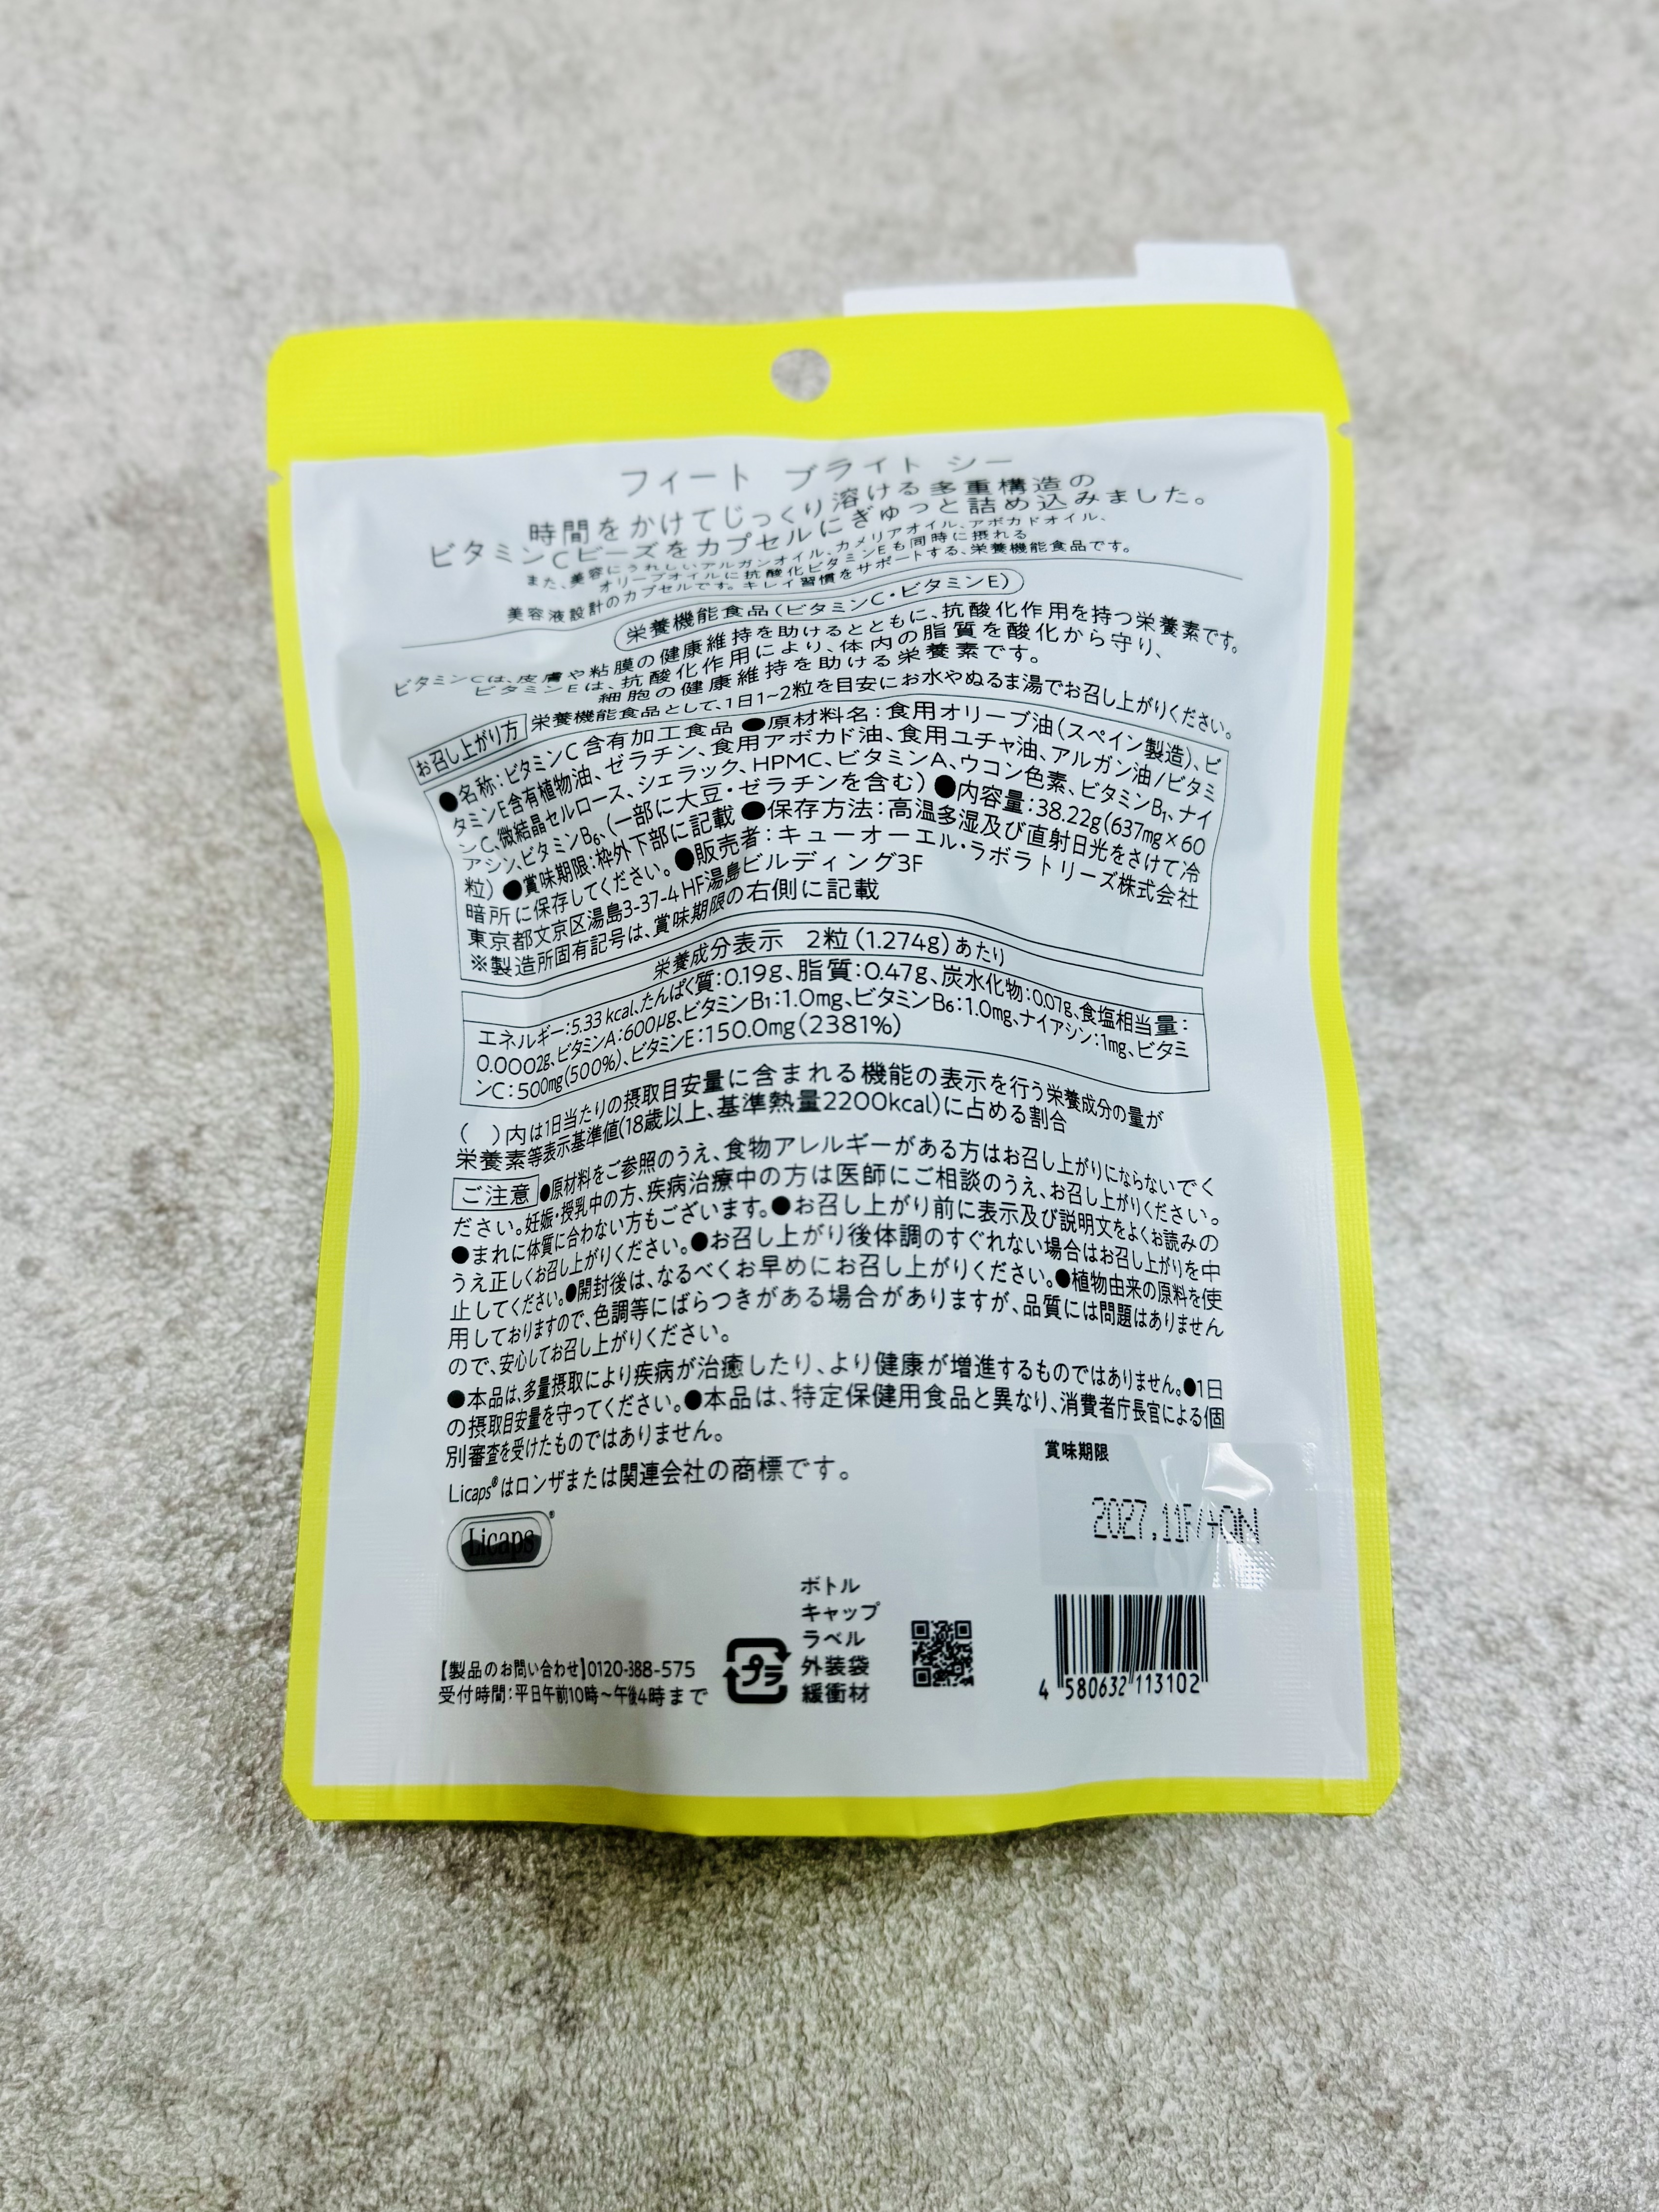 フィート ブライト シー
時間をかけてじっくり溶ける多重構造の
ビタミンCビーズをカプセルにぎゅっと詰め込みました。
また、美容にうれしいアルガンオイル、カメリアオイル、アボカドオイル、
オリーブオイルに抗酸化ビタミンEも同時に摂れる
美容液設計のカプセルです。キレイ習慣をサポートする、栄養機能食品です。
栄養機能食品(ビタミンC・ビタミンE)
ビタミンCは、皮膚や粘膜の健康維持を助けるとともに、抗酸化作用を持つ栄養素です。
ビタミンEは、抗酸化作用により、体内の脂質を酸化から守り、
細胞の健康維持を助ける栄養素です。
お召し上がり方 栄養機能食品として、1日1~2粒を目安にお水やぬるま湯でお召し上がりください。
●名称:ビタミンC含有加工食品 ●原材料名:食用オリーブ油(スペイン製造)、ビ
タミンE含有植物油、ゼラチン、食用アボカド油、食用ユチャ油、アルガン油/ビタミ
ンC、微結晶セルロース、シェラック、HPMC、ビタミンA、ウコン色素、ビタミンB1、ナイ
アシン、ビタミンB6、(一部に大豆・ゼラチンを含む) ●内容量:38.22g(637mg×60
粒) ●賞味期限:枠外下部に記載 ●保存方法:高温多湿及び直射日光をさけて冷
暗所に保存してください。●販売者:キューオーエル・ラボラトリーズ株式会社
東京都文京区湯島3-37-4 HF湯島ビルディング3F
※製造所固有記号は、賞味期限の右側に記載
栄養成分表示 2粒(1.274g)あたり
エネルギー:5.33 kcal、たんぱく質:0.19g、脂質:0.47g、炭水化物:0.07g、食塩相当量:
0.0002g、ビタミンA:600μg、ビタミンB1:1.0mg、ビタミンB6:1.0mg、ナイアシン:1mg、ビタミ
ンC:500mg(500%)、ビタミンE:150.0mg(2381%)
( )内は1日当たりの摂取目安量に含まれる機能の表示を行う栄養成分の量が
栄養素等表示基準値(18歳以上、基準熱量2200kcal)に占める割合
ご注意 ●原材料をご参照のうえ、食物アレルギーがある方はお召し上がりにならないでく
ださい。妊娠・授乳中の方、疾病治療中の方は医師にご相談のうえ、お召し上がりください。
●まれに体質に合わない方もございます。●お召し上がり前に表示及び説明文をよくお読みの
うえ正しくお召し上がりください。●お召し上がり後体調のすぐれない場合はお召し上がりを中
止してください。●開封後は、なるべくお早めにお召し上がりください。●植物由来の原料を使
用しておりますので、色調等にばらつきがある場合がありますが、品質には問題はありません
ので、安心してお召し上がりください。
●本品は、多量摂取により疾病が治癒したり、より健康が増進するものではありません。●1日
の摂取目安量を守ってください。●本品は、特定保健用食品と異なり、消費者庁長官による個
別審査を受けたものではありません。
Licaps®はロンザまたは関連会社の商標です。
賞味期限
2027.11F/+QN
Licaps®
ボトル
キャップ
ラベル
外装袋
緩衝材
プラ
【製品のお問い合わせ】0120-388-575
受付時間:平日午前10時~午後4時まで
4 580632 113102